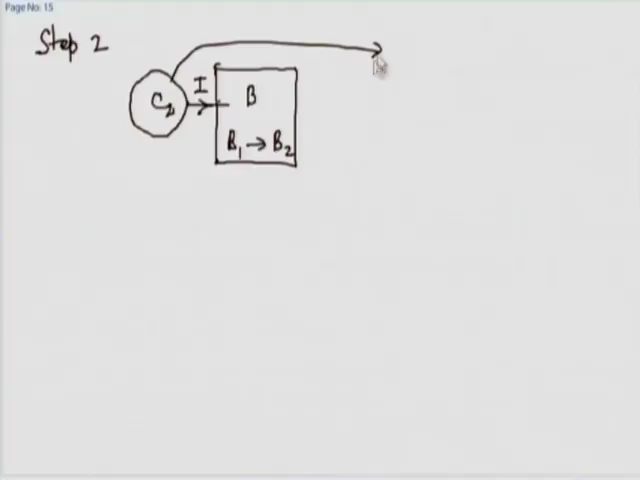 Page No: 15
Step 2
I
C₂
B
B₁ → B₂